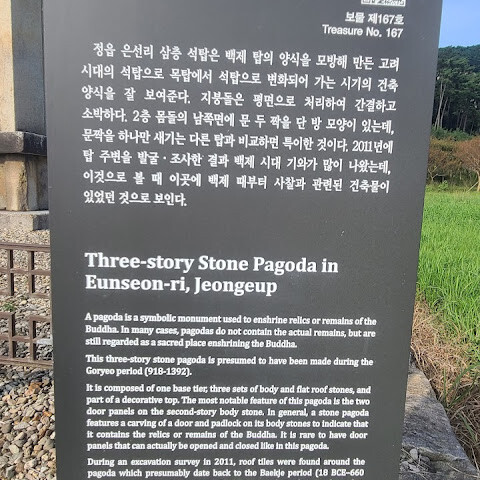 보물 제167호
Treasure No. 167
정읍 은선리 삼층 석탑은 백제 탑의 양식을 모방해 만든 고려
시대의 석탑으로 목탑에서 석탑으로 변화되어 가는 시기의 건축
양식을 잘 보여준다. 지붕돌은 평면으로 처리하여 간결하고
소박하다. 2층 몸돌의 남쪽면에 문 두 짝을 단 방 모양이 있는데,
문짝을 하나만 새기는 다른 탑과 비교하면 특이한 것이다. 2011년에
탑 주변을 발굴·조사한 결과 백제 시대 기와가 많이 나왔는데,
이것으로 볼 때 이곳에 백제 때부터 사찰과 관련된 건축물이
있었던 것으로 보인다.
Three-story Stone Pagoda in
Eunseon-ri, Jeongeup
A pagoda is a symbolic monument used to enshrine relics or remains of the
Buddha. In many cases, pagodas do not contain the actual remains, but are
still regarded as a sacred place enshrining the Buddha.
This three-story stone pagoda is presumed to have been made during the
Goryeo period (918-1392).
It is composed of one base tier, three sets of body and flat roof stones, and
part of a decorative top. The most notable feature of this pagoda is the two
door panels on the second-story body stone. In general, a stone pagoda
features a carving of a door and padlock on its body stones to indicate that
it contains the relics or remains of the Buddha. It is rare to have door
panels that can actually be opened and closed like in this pagoda.
During an excavation survey in 2011, roof tiles were found around the
pagoda which presumably date back to the Baekje period (18 BCE–660